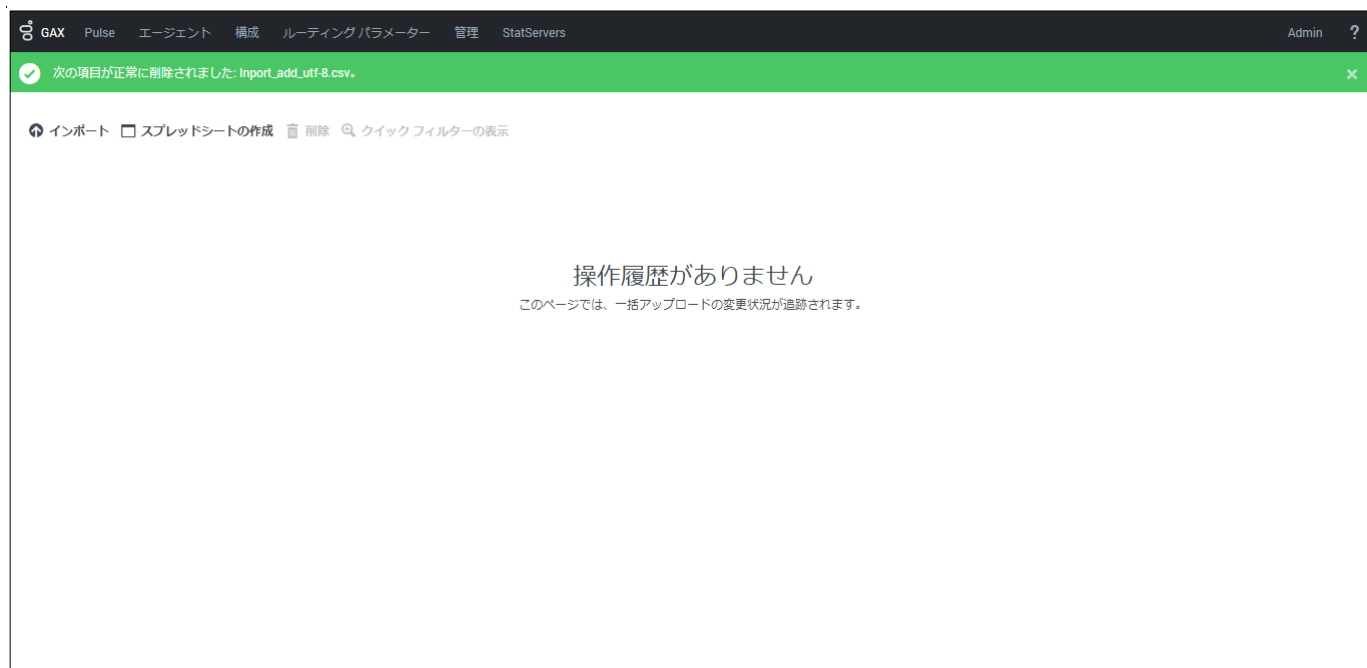 GAX Pulse エージェント 構成 ルーティング パラメーター 管理 StatServers Admin ?
次の項目が正常に削除されました: Inport_add_utf-8.csv。 ×
インポート スプレッドシートの作成 削除 クイック フィルターの表示
操作履歴がありません
このページでは、一括アップロードの変更状況が追跡されます。